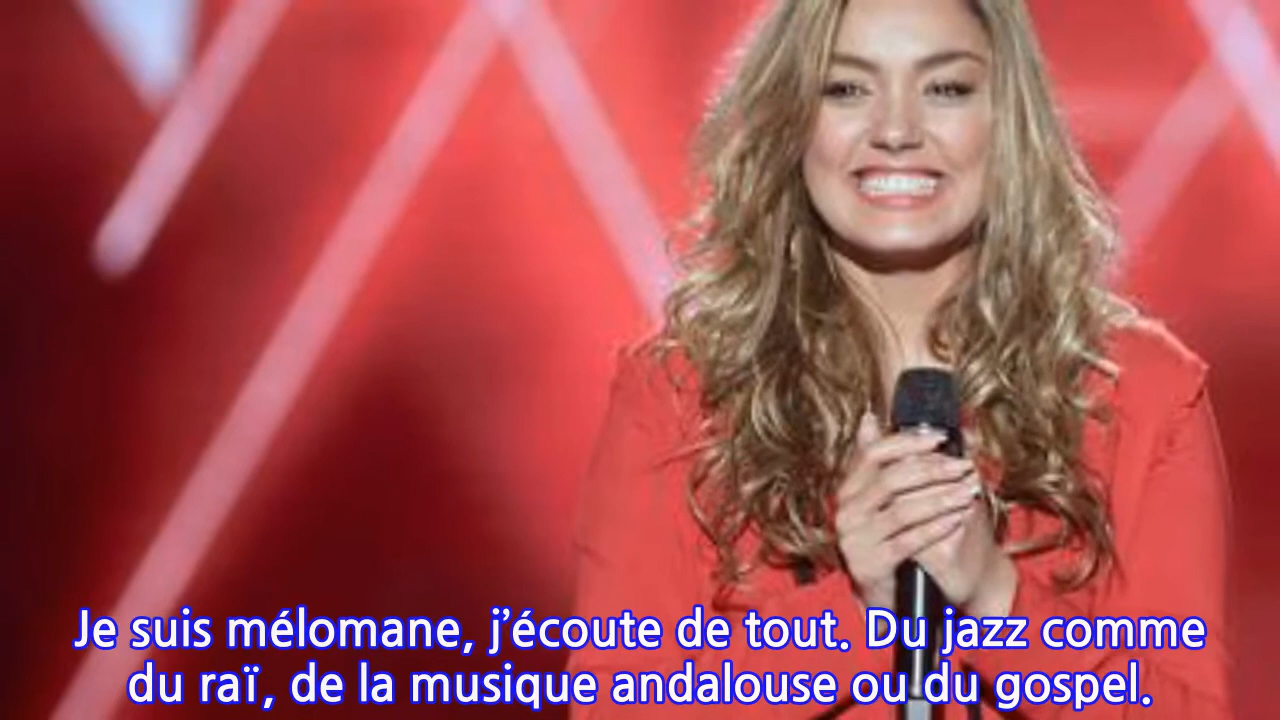 Je suis mélomane, j'écoute de tout. Du jazz comme
du raï, de la musique andalouse ou du gospel.